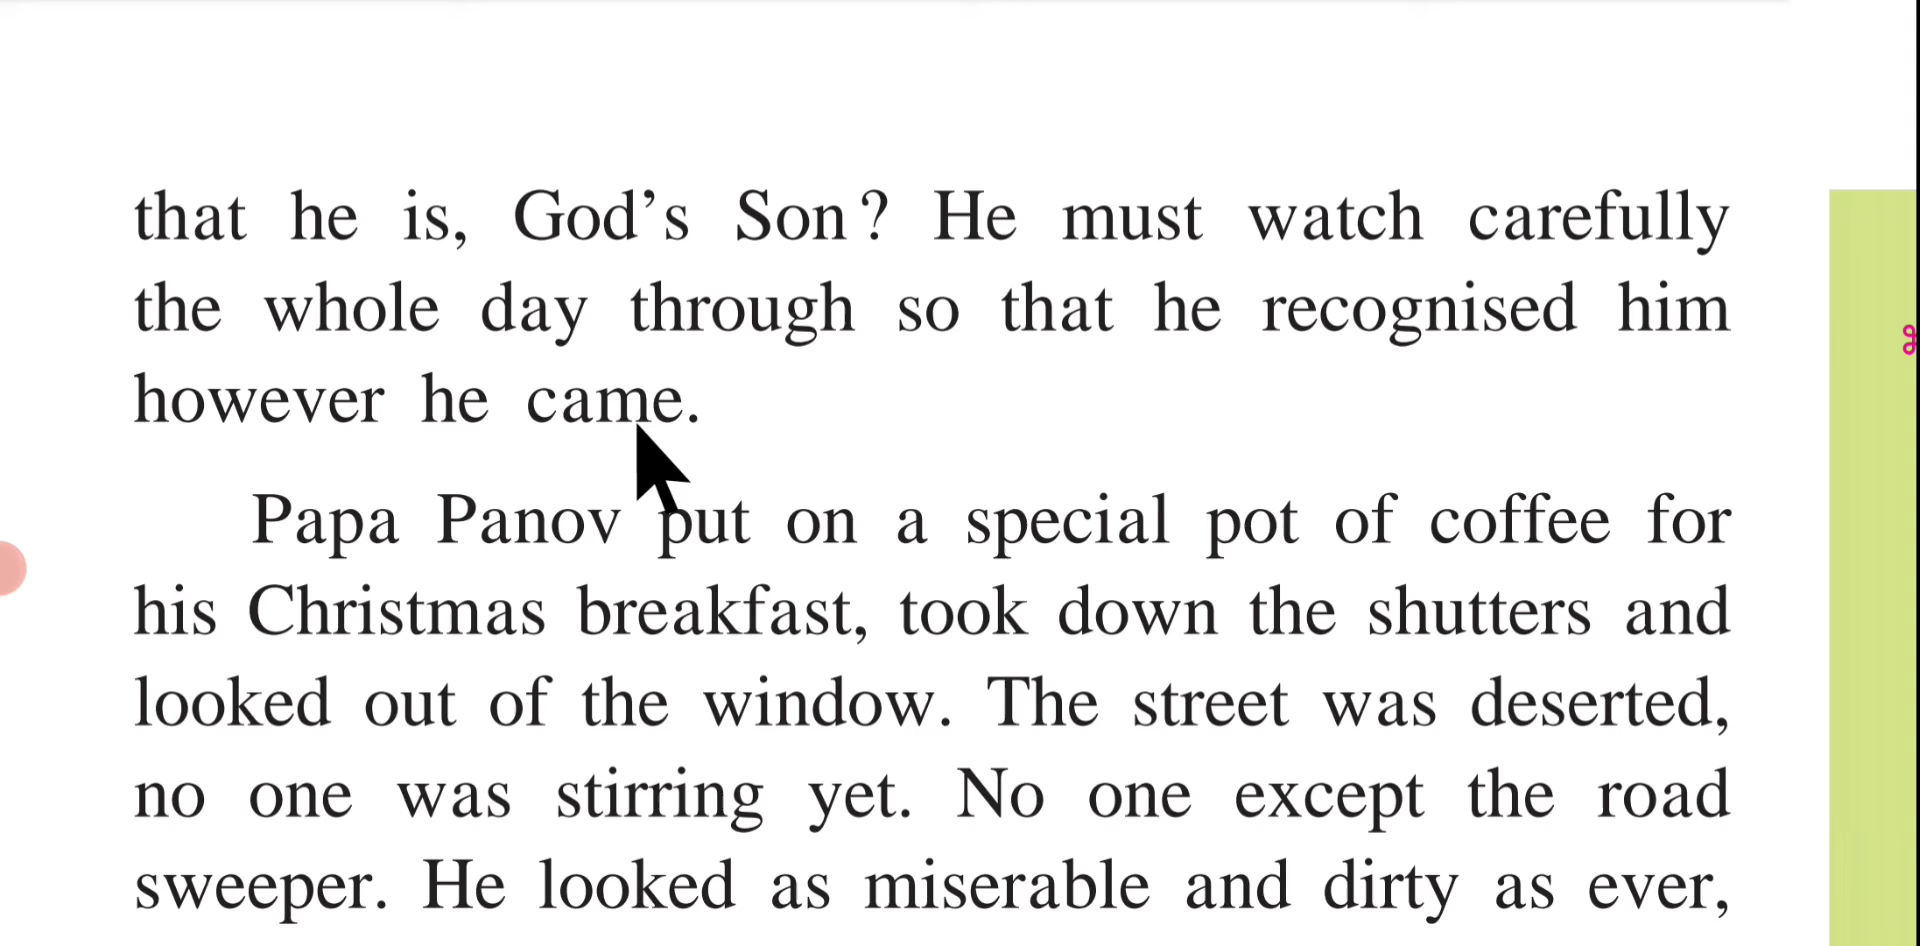 that he is, God’s Son? He must watch carefully
the whole day through so that he recognised him
however he came.
Papa Panov put on a special pot of coffee for
his Christmas breakfast, took down the shutters and
looked out of the window. The street was deserted,
no one was stirring yet. No one except the road
sweeper. He looked as miserable and dirty as ever,